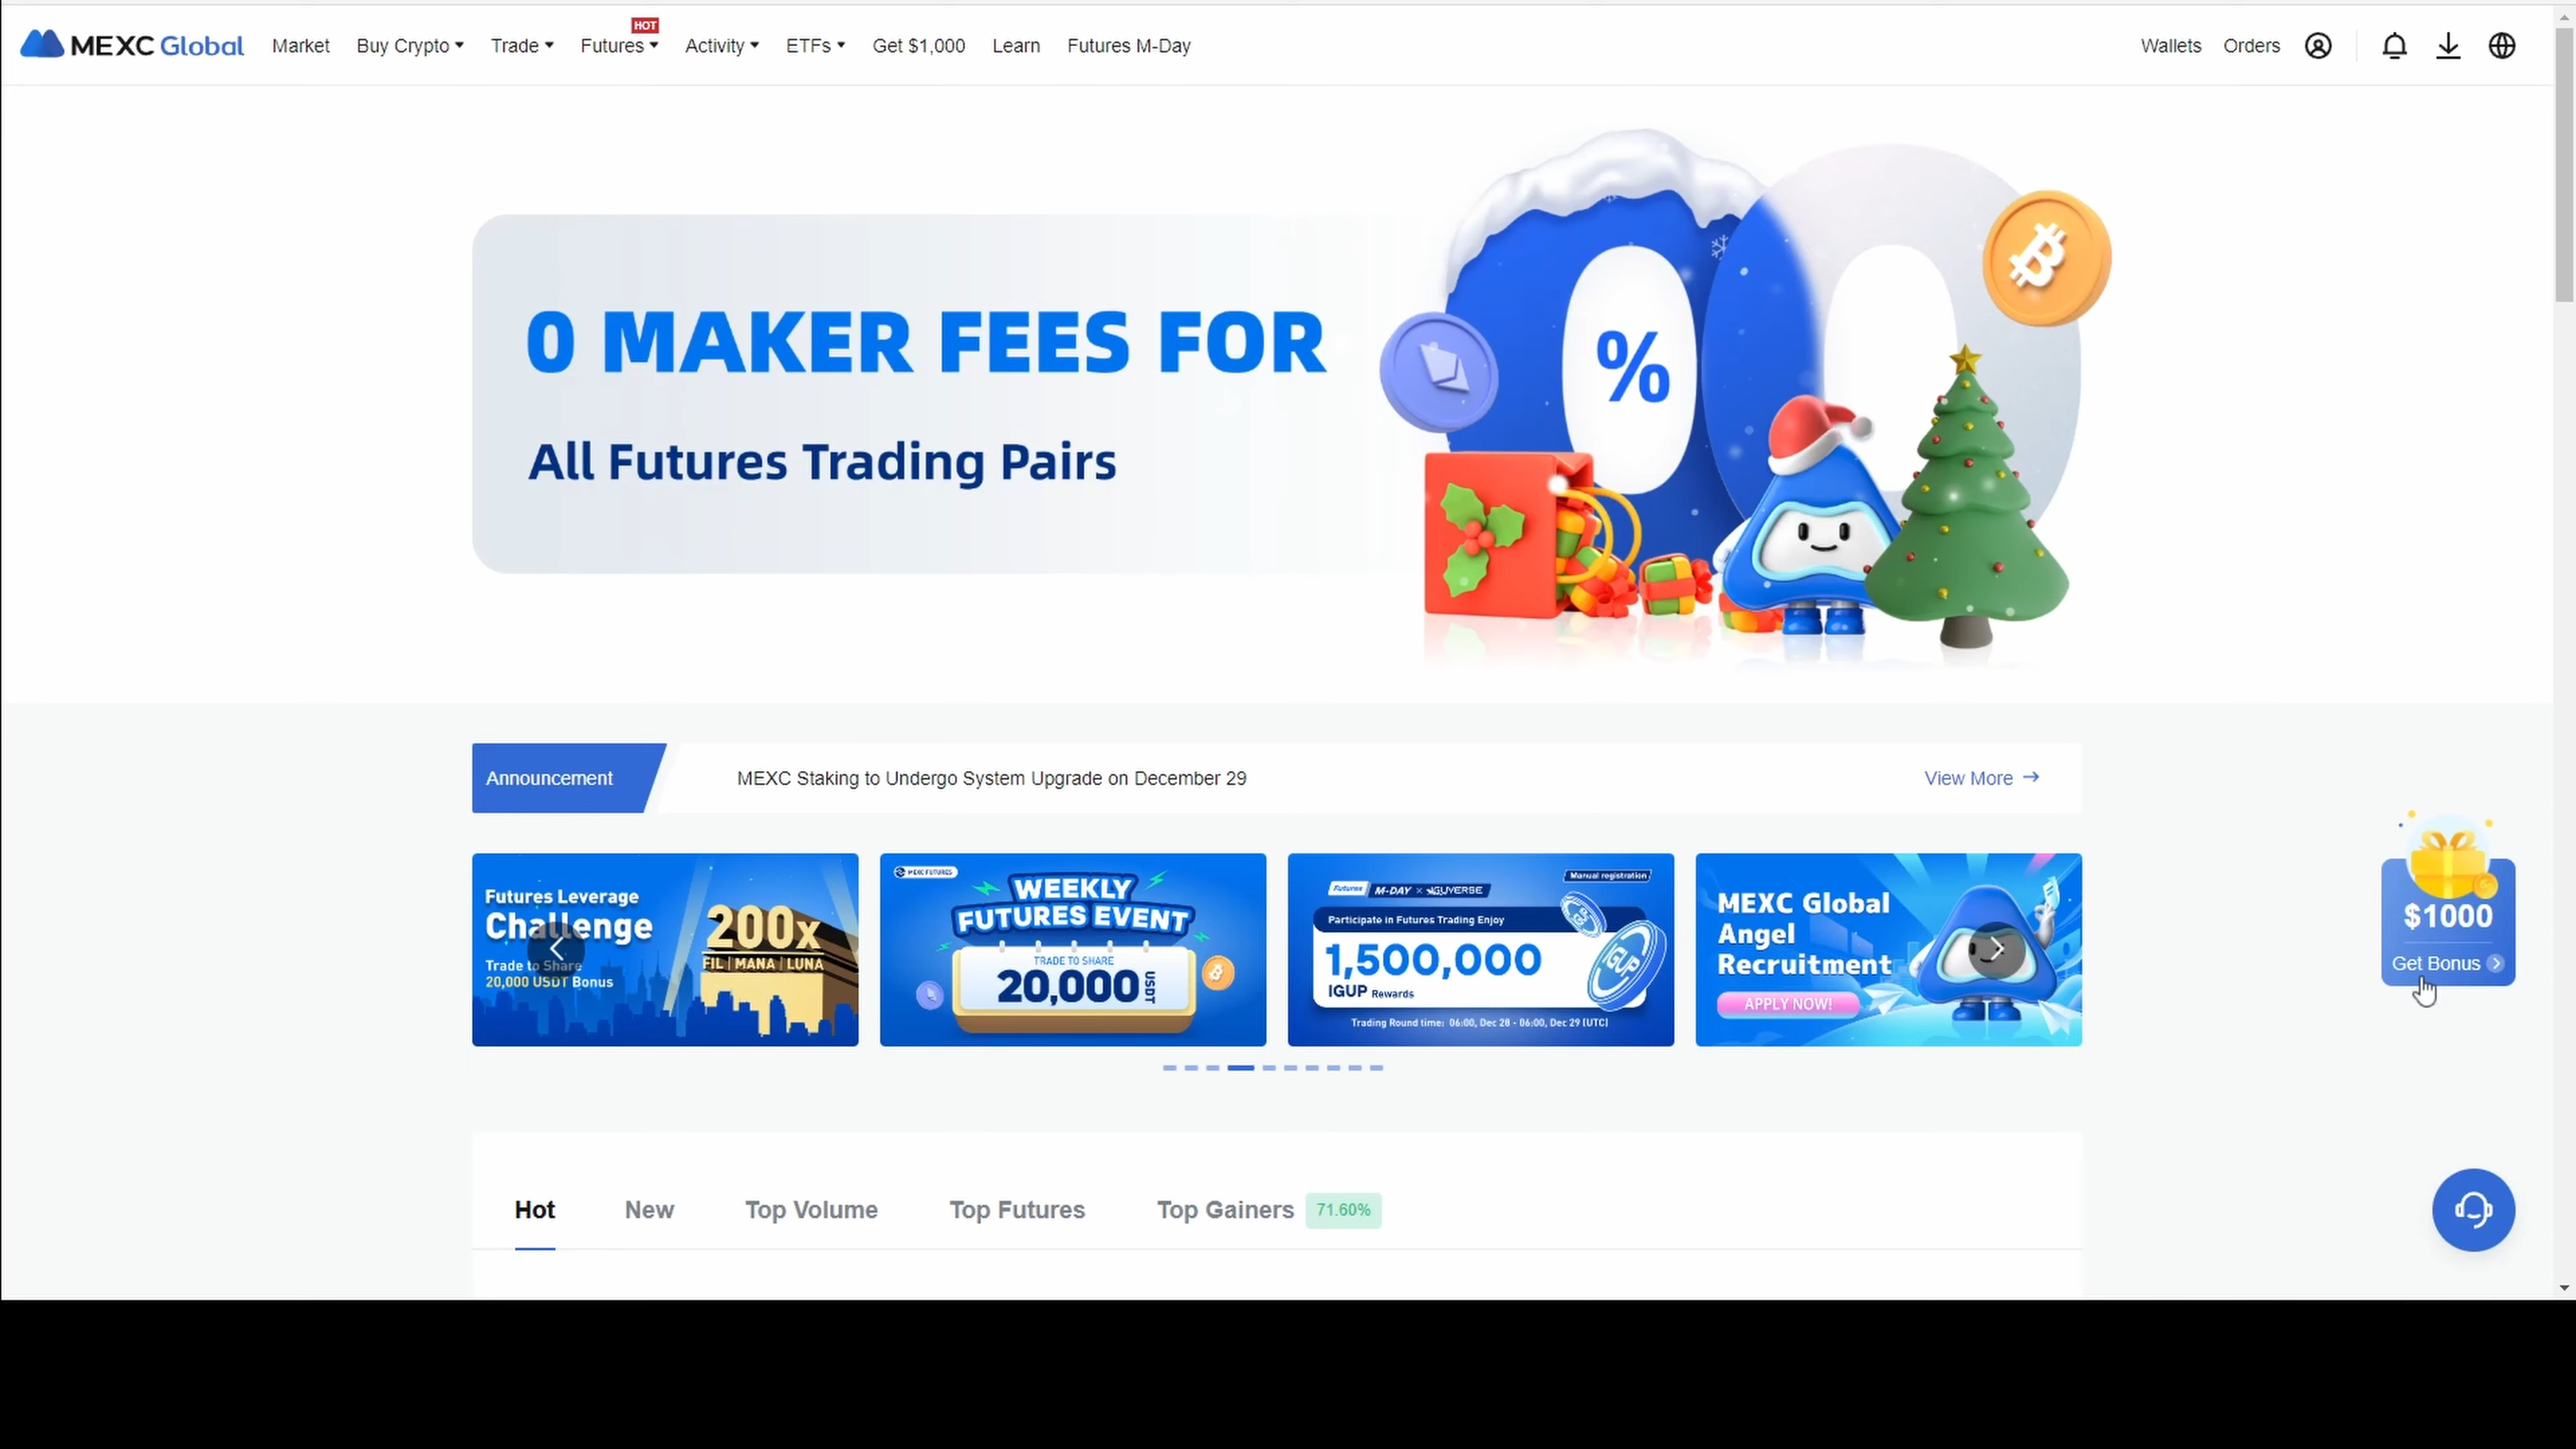 MEXC Global
Market
Buy Crypto
Trade
HOT
Futures
Activity
ETFs
Get $1,000
Learn
Futures M-Day
Wallets
Orders
0 MAKER FEES FOR
All Futures Trading Pairs
%
Announcement
MEXC Staking to Undergo System Upgrade on December 29
View More
Futures Leverage
Challenge
Trade to Share
20,000 USDT Bonus
200x
FIL | MANA | LUNA
MEXC FUTURES
WEEKLY
FUTURES EVENT
TRADE TO SHARE
20,000 USDT
Manual registration
Futures M-DAY × IGUVERSE
Participate in Futures Trading Enjoy
1,500,000
IGUP Rewards
IGUP
Trading Round time: 06:00, Dec 28 - 06:00, Dec 29 (UTC)
MEXC Global
Angel
Recruitment
APPLY NOW!
$1000
Get Bonus
Hot
New
Top Volume
Top Futures
Top Gainers
71.60%